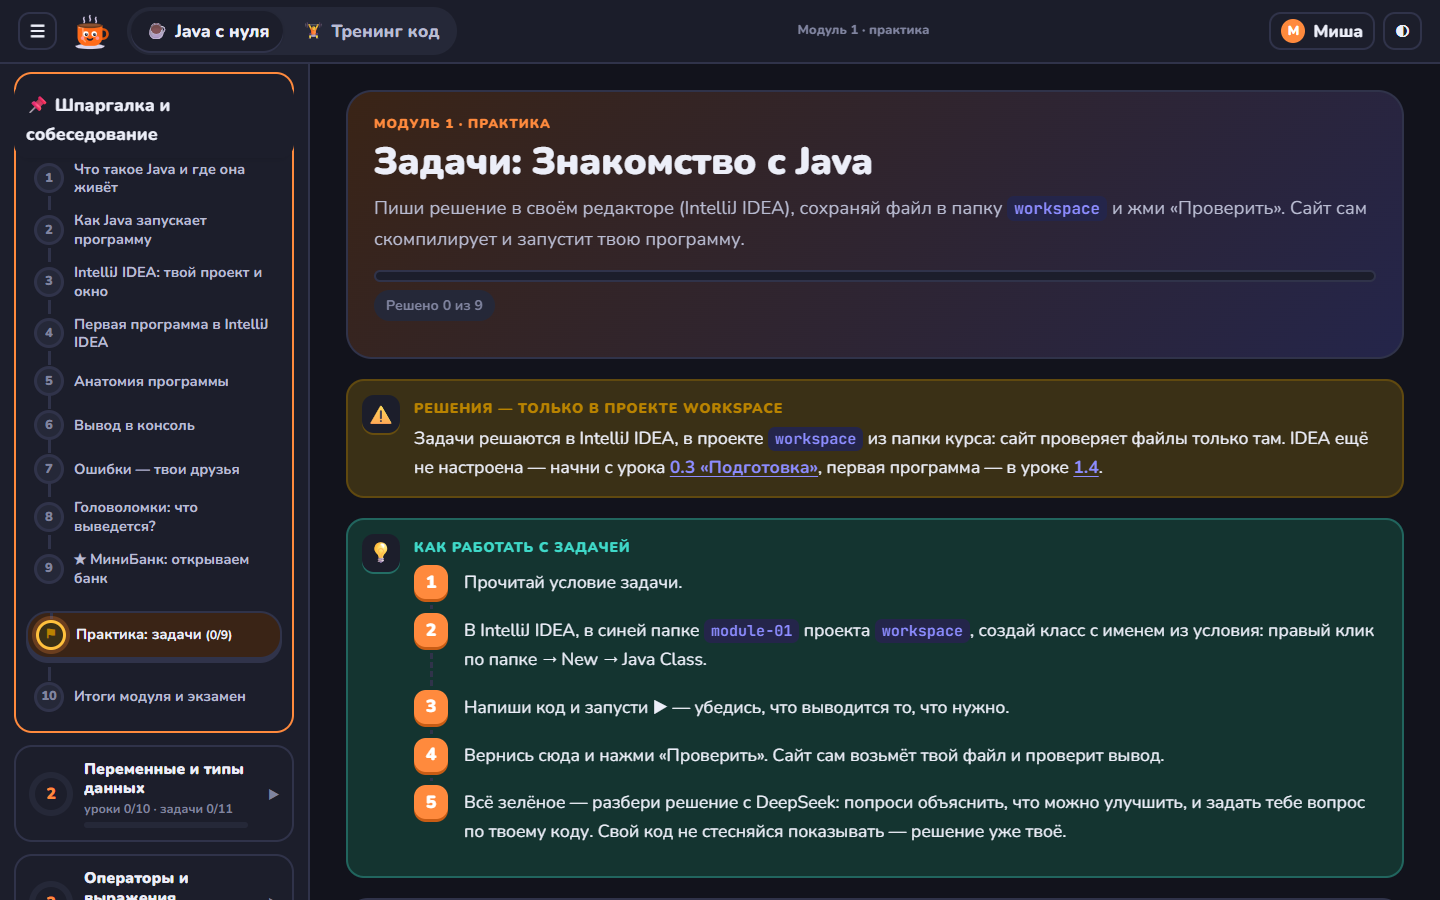 Java с нуля
Тренинг код
Модуль 1 · практика
М Миша
Шпаргалка и
собеседование
1 Что такое Java и где она
живёт
2 Как Java запускает
программу
3 IntelliJ IDEA: твой проект и
окно
4 Первая программа в IntelliJ
IDEA
5 Анатомия программы
6 Вывод в консоль
7 Ошибки — твои друзья
8 Головоломки: что
выведется?
9 ★ МиниБанк: открываем
банк
Практика: задачи (0/9)
10 Итоги модуля и экзамен
2 Переменные и типы
данных
уроки 0/10 · задачи 0/11
Операторы и
выражения
МОДУЛЬ 1 · ПРАКТИКА
Задачи: Знакомство с Java
Пиши решение в своём редакторе (IntelliJ IDEA), сохраняй файл в папку workspace и жми «Проверить». Сайт сам
скомпилирует и запустит твою программу.
Решено 0 из 9
РЕШЕНИЯ — ТОЛЬКО В ПРОЕКТЕ WORKSPACE
Задачи решаются в IntelliJ IDEA, в проекте workspace из папки курса: сайт проверяет файлы только там. IDEA ещё
не настроена — начни с урока 0.3 «Подготовка», первая программа — в уроке 1.4.
КАК РАБОТАТЬ С ЗАДАЧЕЙ
1 Прочитай условие задачи.
2 В IntelliJ IDEA, в синей папке module-01 проекта workspace, создай класс с именем из условия: правый клик
по папке → New → Java Class.
3 Напиши код и запусти ▶ — убедись, что выводится то, что нужно.
4 Вернись сюда и нажми «Проверить». Сайт сам возьмёт твой файл и проверит вывод.
5 Всё зелёное — разбери решение с DeepSeek: попроси объяснить, что можно улучшить, и задать тебе вопрос
по твоему коду. Свой код не стесняйся показывать — решение уже твоё.